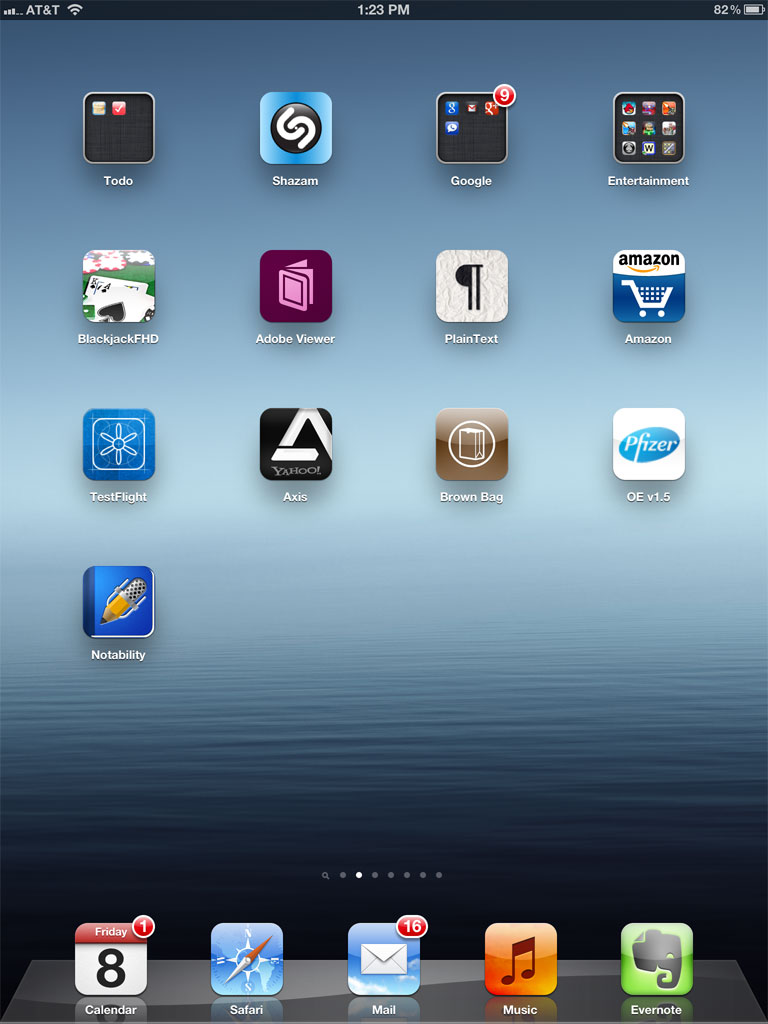 AT&T 1:23 PM 82%
9
Todo Shazam Google Entertainment
amazon
BlackjackFHD Adobe Viewer PlainText Amazon
YAHOO!
Pfizer
TestFlight Axis Brown Bag OE v1.5
Notability
Friday 1 16
8
Calendar Safari Mail Music Evernote